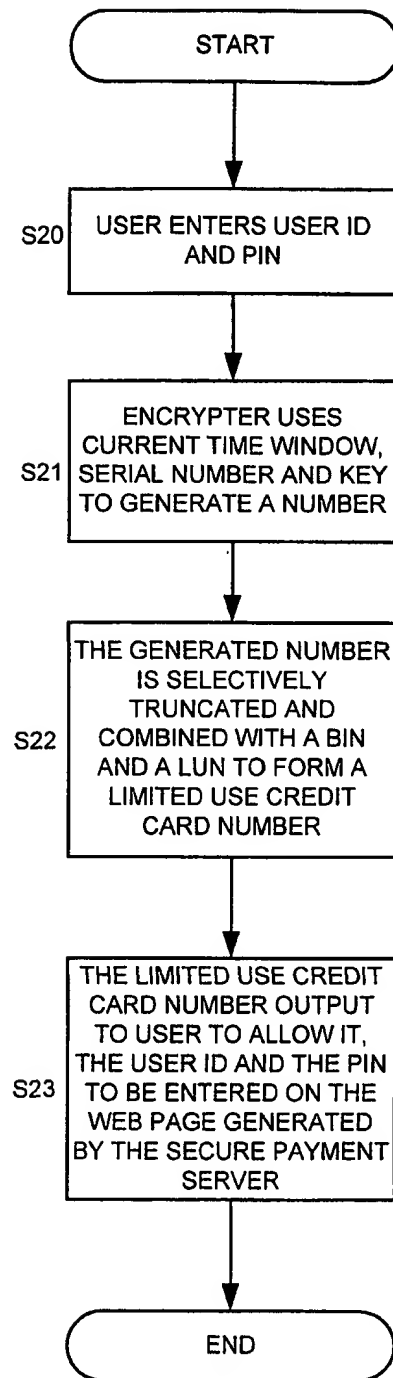 START
S20
USER ENTERS USER ID
AND PIN
S21
ENCRYPTER USES
CURRENT TIME WINDOW,
SERIAL NUMBER AND KEY
TO GENERATE A NUMBER
S22
THE GENERATED NUMBER
IS SELECTIVELY
TRUNCATED AND
COMBINED WITH A BIN
AND A LUN TO FORM A
LIMITED USE CREDIT
CARD NUMBER
S23
THE LIMITED USE CREDIT
CARD NUMBER OUTPUT
TO USER TO ALLOW IT,
THE USER ID AND THE PIN
TO BE ENTERED ON THE
WEB PAGE GENERATED
BY THE SECURE PAYMENT
SERVER
END